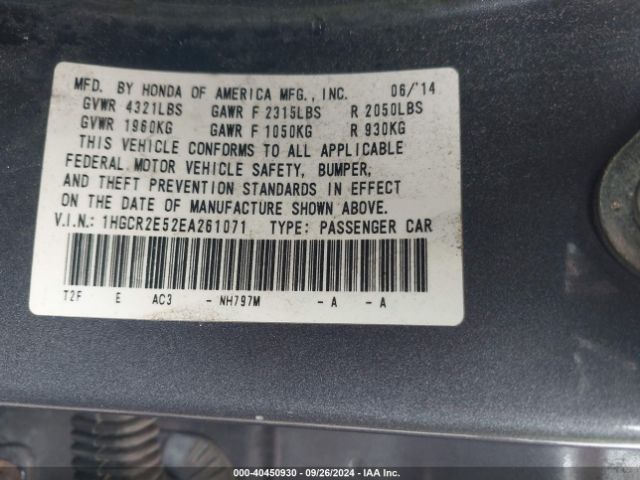 MFD. BY HONDA OF AMERICA MFG., INC. 06/'14
GVWR 4321LBS GAWR F 2315LBS R 2050LBS
GVWR 1960KG GAWR F 1050KG R 930KG
THIS VEHICLE CONFORMS TO ALL APPLICABLE
FEDERAL MOTOR VEHICLE SAFETY, BUMPER,
AND THEFT PREVENTION STANDARDS IN EFFECT
ON THE DATE OF MANUFACTURE SHOWN ABOVE.
V.I.N.: 1HGCR2E52EA261071 TYPE: PASSENGER CAR
T2F E AC3 - NH797M - A - A
000-40450930 - 09/26/2024 - IAA Inc.